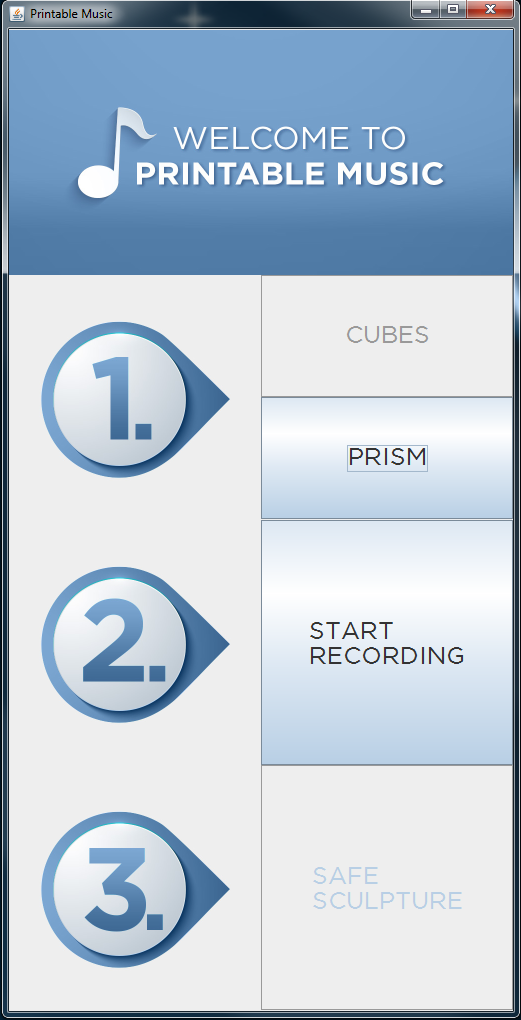 Printable Music
WELCOME TO
PRINTABLE MUSIC
1.
CUBES
PRISM
2.
START
RECORDING
3.
SAFE
SCULPTURE